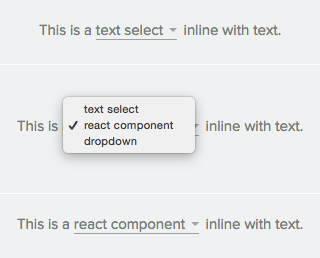 This is a text select inline with text.
text select
This is ✓ react component inline with text.
dropdown
This is a react component inline with text.